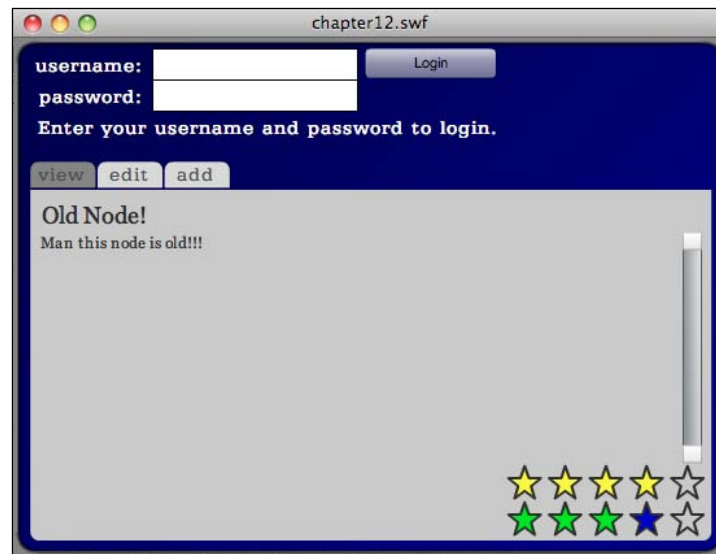 chapter12.swf
username:
Login
password:
Enter your username and password to login.
view edit add
Old Node!
Man this node is old!!!